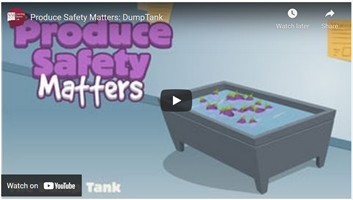 Produce Safety Matters: DumpTank
Watch later
Share
Produce
Safety
Matters
Watch on YouTube
Tank